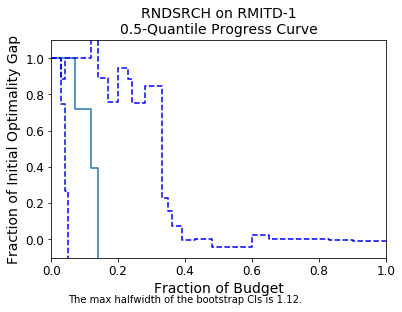 RNDSRCH on RMITD-1
0.5-Quantile Progress Curve
Fraction of Initial Optimality Gap
1.0
0.8
0.6
0.4
0.2
0.0
0.0 0.2 0.4 0.6 0.8 1.0
Fraction of Budget
The max halfwidth of the bootstrap CIs is 1.12.